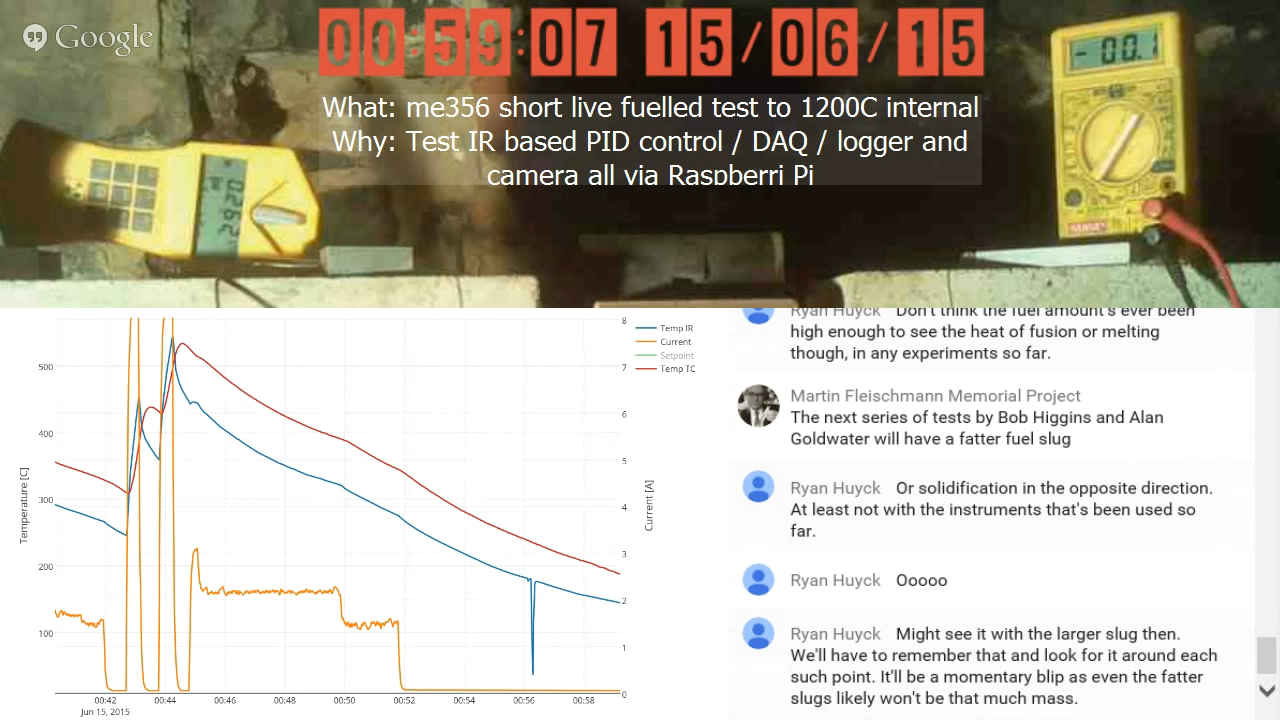 Google
00:59:07 15/06/15
What: me356 short live fuelled test to 1200C internal
Why: Test IR based PID control / DAQ / logger and
camera all via Raspberri Pi
- 00.1
Temp IR
Current
Setpoint
Temp TC
Temperature [C]
500
400
300
200
100
8
7
6
5
4
3
2
1
0
Current [A]
00:42
00:44
00:46
00:48
00:50
00:52
00:54
00:56
00:58
Jun 15, 2015
Ryan Huyck Don't think the fuel amount's ever been
high enough to see the heat of fusion or melting
though, in any experiments so far.
Martin Fleischmann Memorial Project
The next series of tests by Bob Higgins and Alan
Goldwater will have a fatter fuel slug
Ryan Huyck Or solidification in the opposite direction.
At least not with the instruments that's been used so
far.
Ryan Huyck Ooooo
Ryan Huyck Might see it with the larger slug then.
We'll have to remember that and look for it around each
such point. It'll be a momentary blip as even the fatter
slugs likely won't be that much mass.